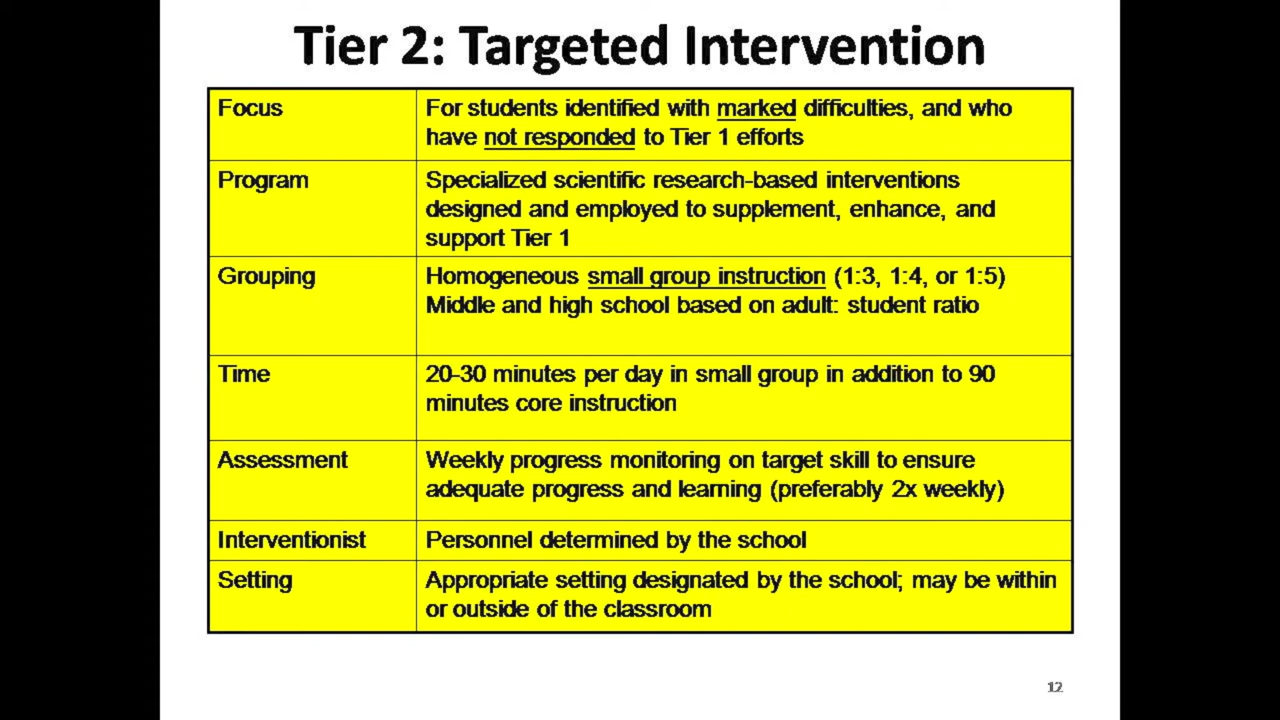 Tier 2: Targeted Intervention
Focus
For students identified with marked difficulties, and who
have not responded to Tier 1 efforts
Program
Specialized scientific research-based interventions
designed and employed to supplement, enhance, and
support Tier 1
Grouping
Homogeneous small group instruction (1:3, 1:4, or 1:5)
Middle and high school based on adult: student ratio
Time
20-30 minutes per day in small group in addition to 90
minutes core instruction
Assessment
Weekly progress monitoring on target skill to ensure
adequate progress and learning (preferably 2x weekly)
Interventionist
Personnel determined by the school
Setting
Appropriate setting designated by the school; may be within
or outside of the classroom
12